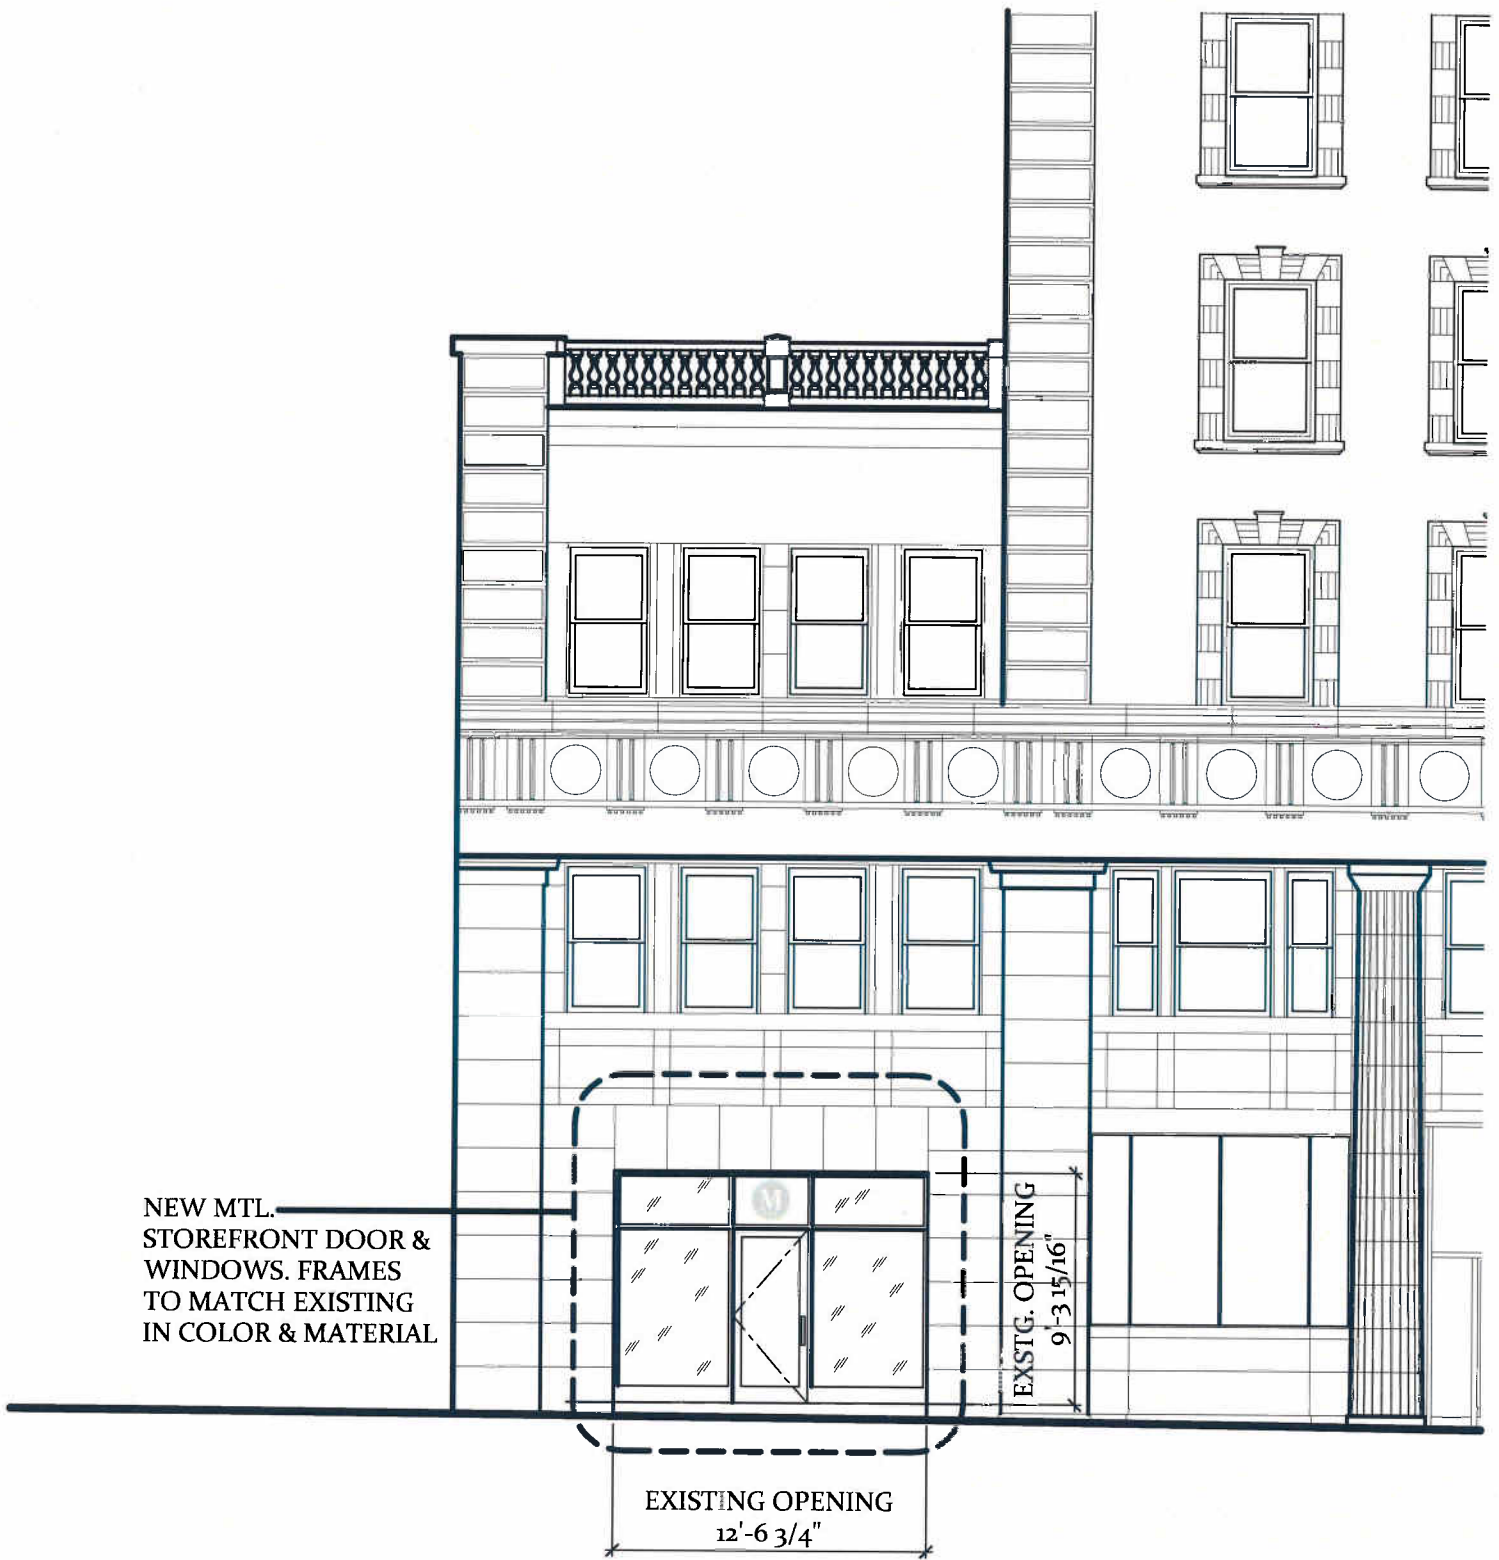 M
NEW MTL.
STOREFRONT DOOR &
WINDOWS. FRAMES
TO MATCH EXISTING
IN COLOR & MATERIAL
EXSTG. OPENING
9'-3 15/16"
EXISTING OPENING
12'-6 3/4"